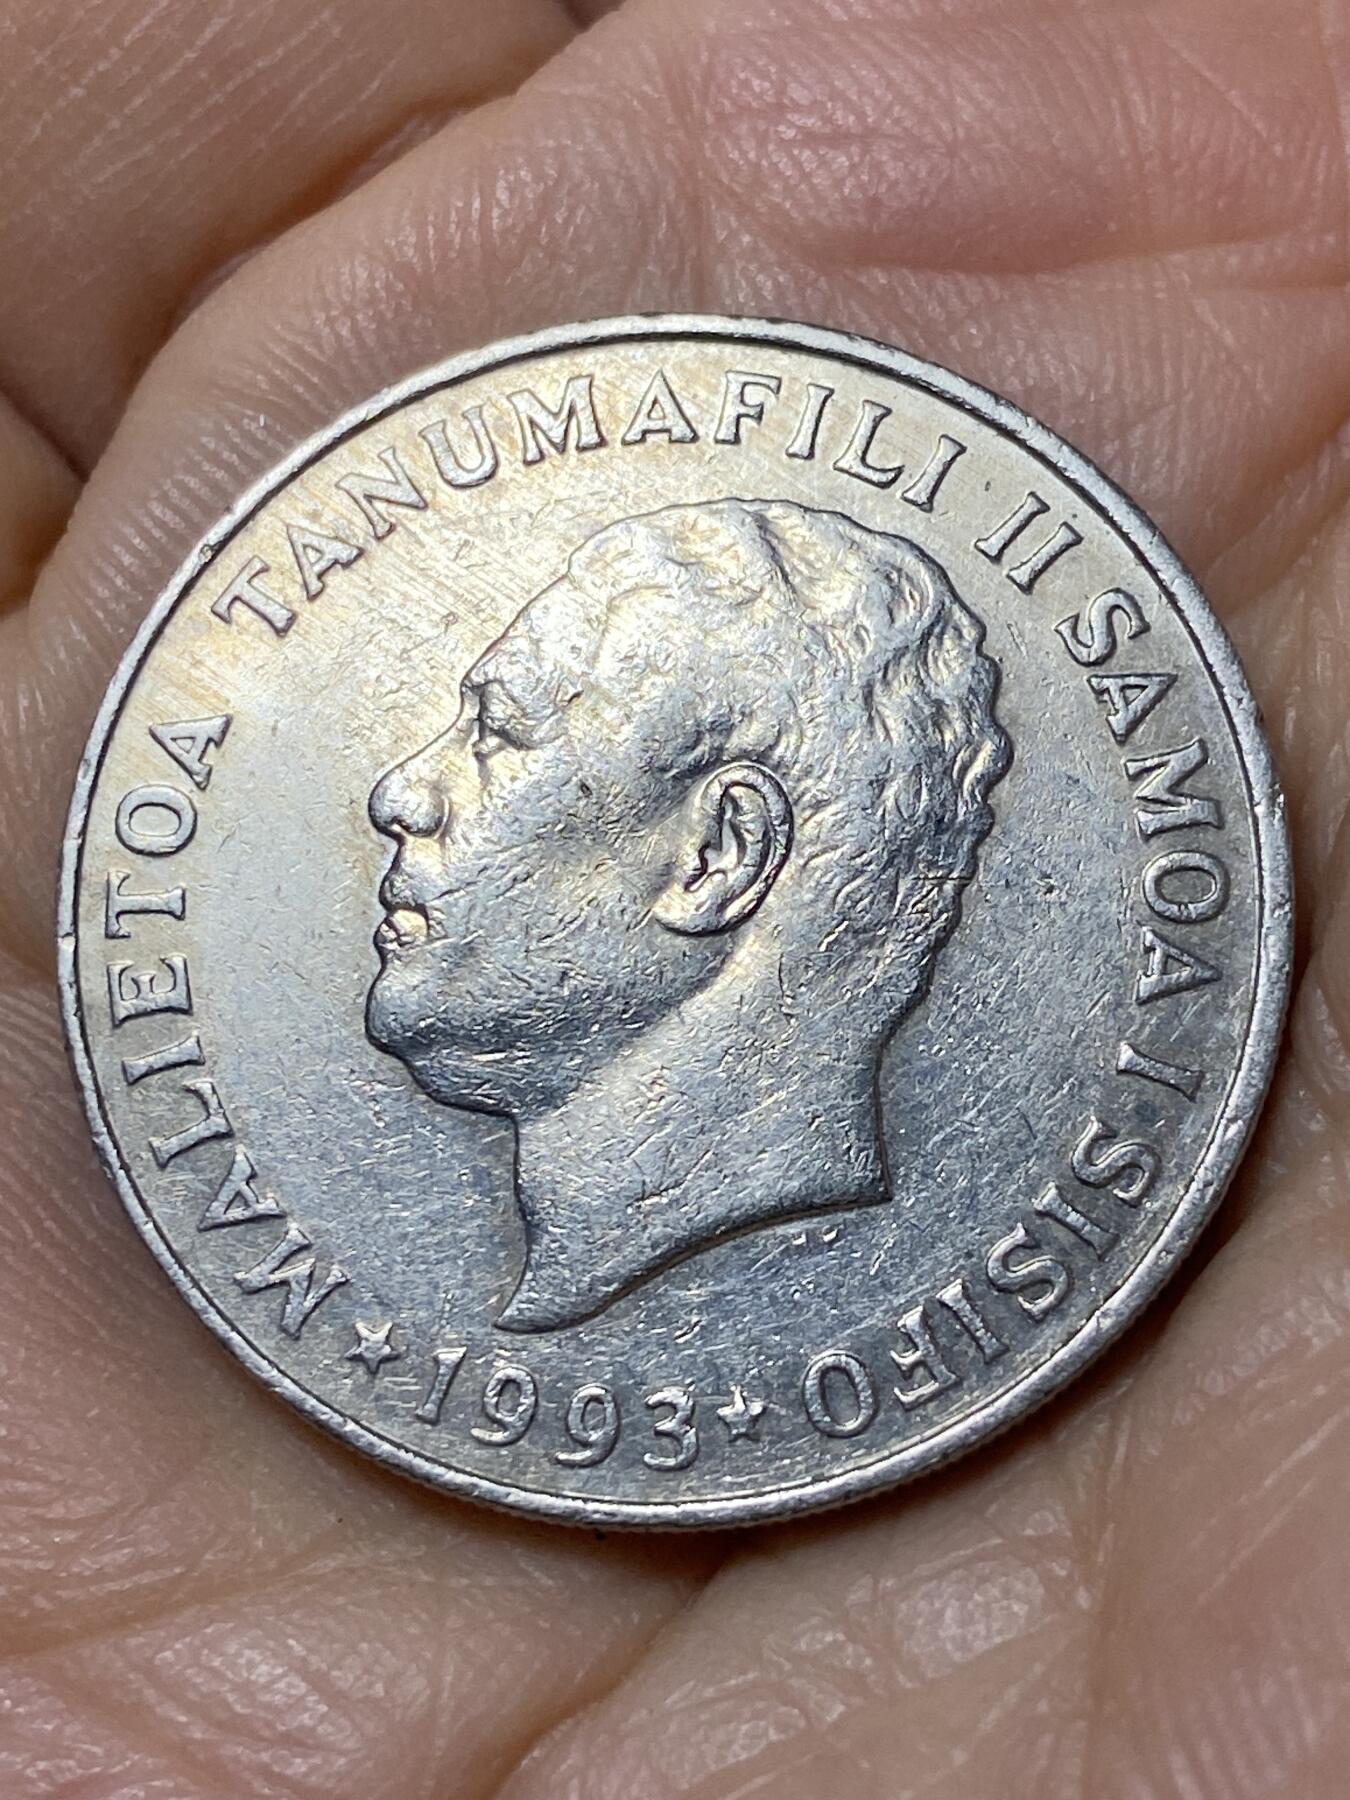 MALIETOA TANUMAFILI II SAMOA I SISIFO
★ 1993 ★